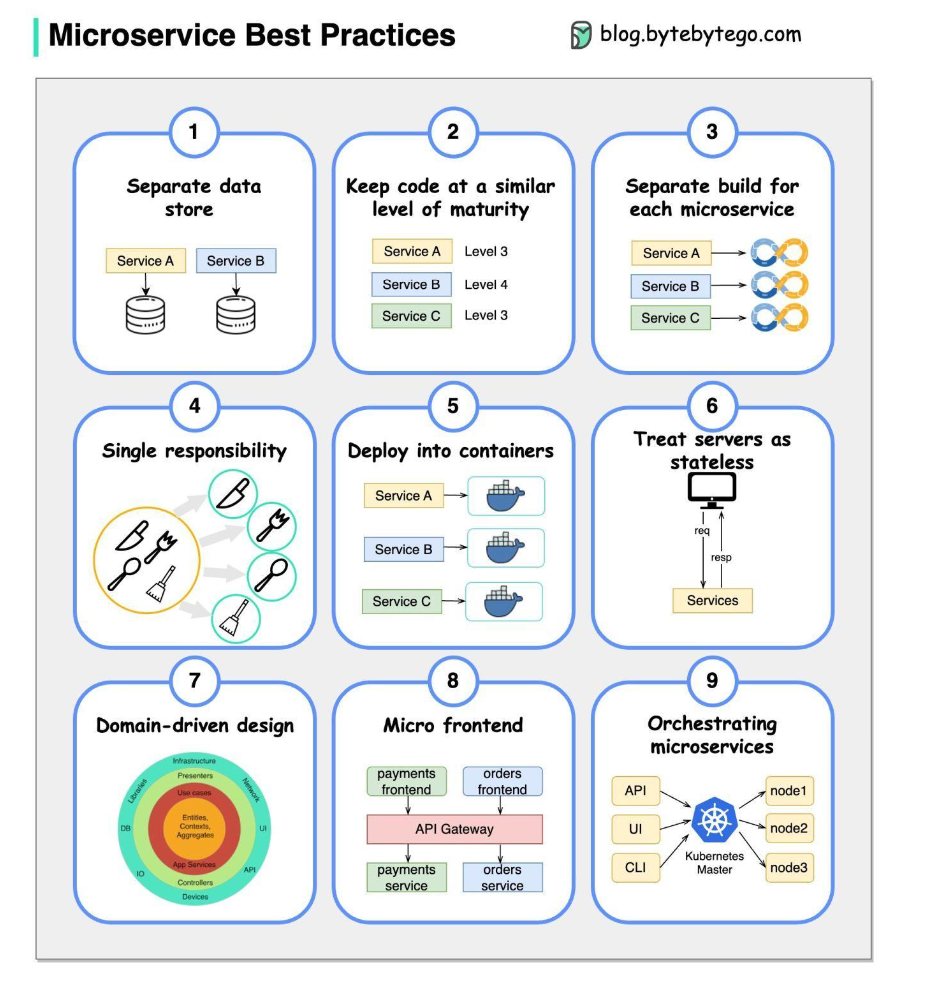 Microservice Best Practices
blog.bytebytego.com
1
Separate data
store
Service A
Service B
2
Keep code at a similar
level of maturity
Service A Level 3
Service B Level 4
Service C Level 3
3
Separate build for
each microservice
Service A
Service B
Service C
4
Single responsibility
5
Deploy into containers
Service A
Service B
Service C
6
Treat servers as
stateless
req
resp
Services
7
Domain-driven design
Infrastructure
Presenters
Libraries
Network
Use cases
Entities,
Contexts,
Aggregates
DB
UI
App Services
IO
API
Controllers
Devices
8
Micro frontend
payments
frontend
orders
frontend
API Gateway
payments
service
orders
service
9
Orchestrating
microservices
API
UI
CLI
Kubernetes
Master
node1
node2
node3